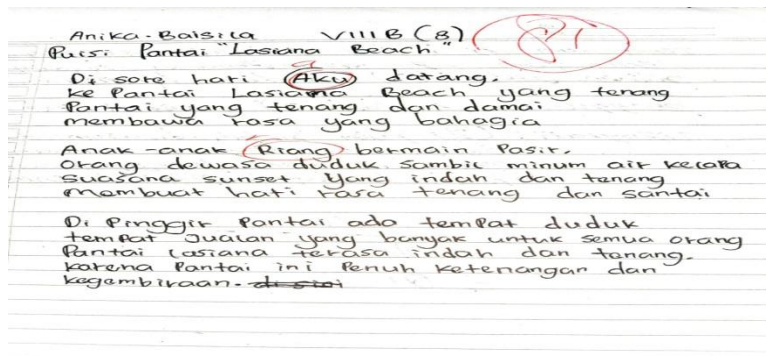 Anika. Balsila VIII B (8)
Puisi Pantai "Lasiana Beach"
81
a
Di sore hari Aku datang.
ke Pantai Lasiana Beach yang tenang
Pantai yang tenang dan damai
membawa rasa yang bahagia
Anak-anak Riang bermain Pasir.
Orang dewasa duduk sambil minum air kelapa
Suasana sunset yang indah dan tenang
membuat hati rasa tenang dan santai
Di Pinggir Pantai ada tempat duduk
tempat Jualan yang banyak untuk semua orang
Pantai Lasiana terasa indah dan tenang.
karena Pantai ini Penuh ketenangan dan
kegembiraan. disini